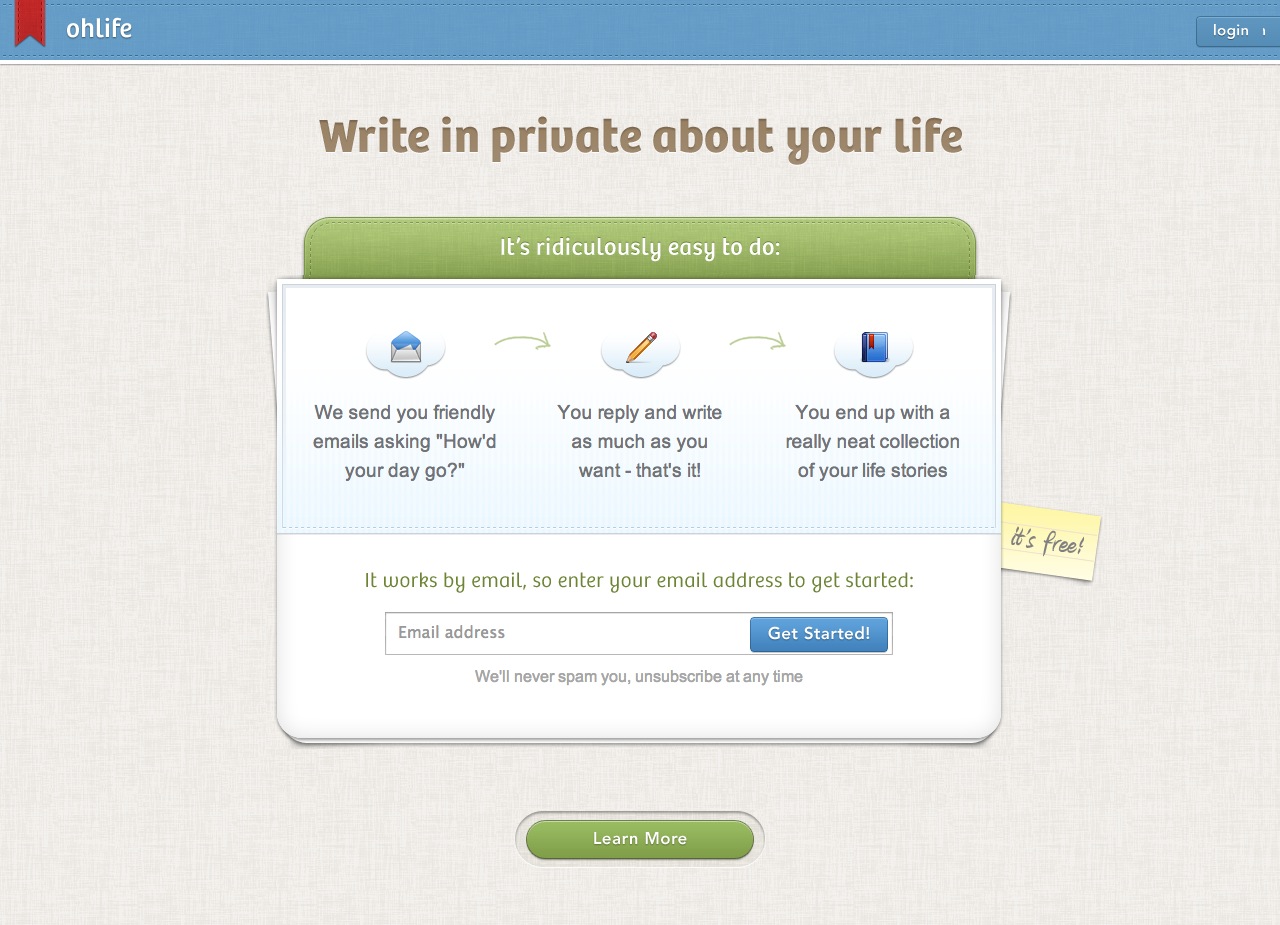 ohlife
login
Write in private about your life
It’s ridiculously easy to do:
We send you friendly
emails asking "How'd
your day go?"
You reply and write
as much as you
want - that's it!
You end up with a
really neat collection
of your life stories
it's free!
It works by email, so enter your email address to get started:
Email address
Get Started!
We'll never spam you, unsubscribe at any time
Learn More